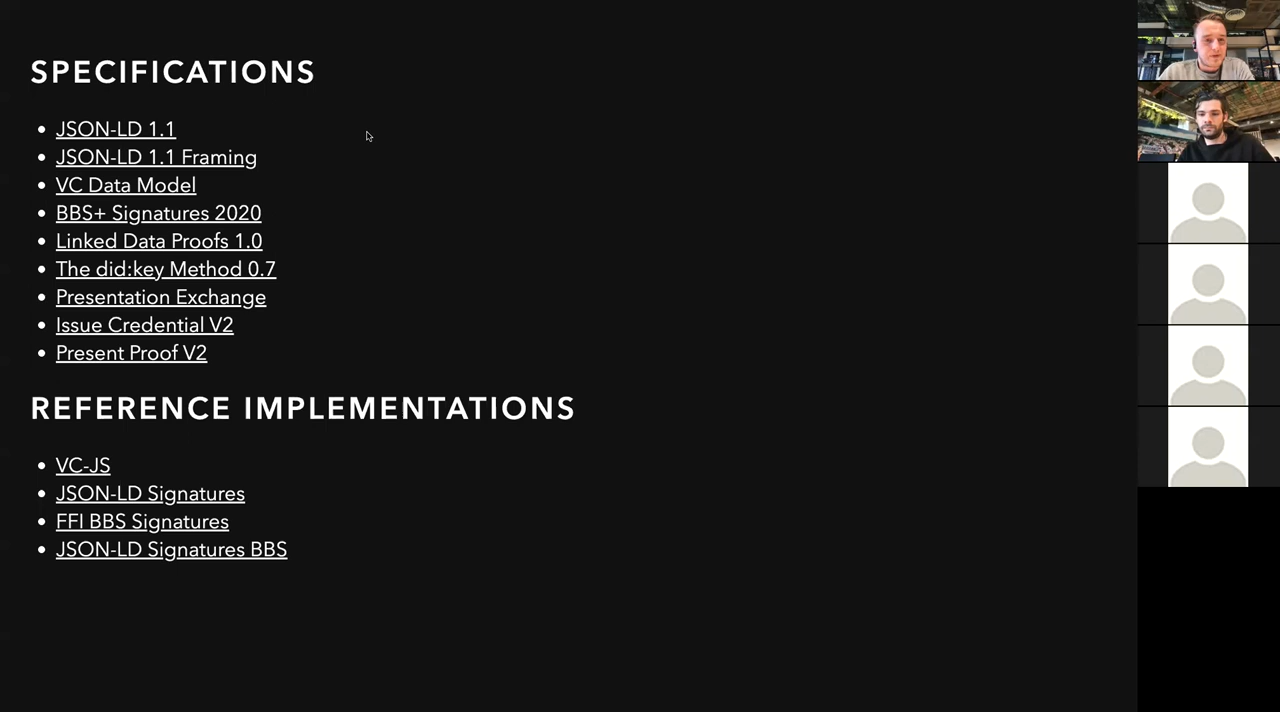 SPECIFICATIONS
JSON-LD 1.1
JSON-LD 1.1 Framing
VC Data Model
BBS+ Signatures 2020
Linked Data Proofs 1.0
The did:key Method 0.7
Presentation Exchange
Issue Credential V2
Present Proof V2
REFERENCE IMPLEMENTATIONS
VC-JS
JSON-LD Signatures
FFI BBS Signatures
JSON-LD Signatures BBS